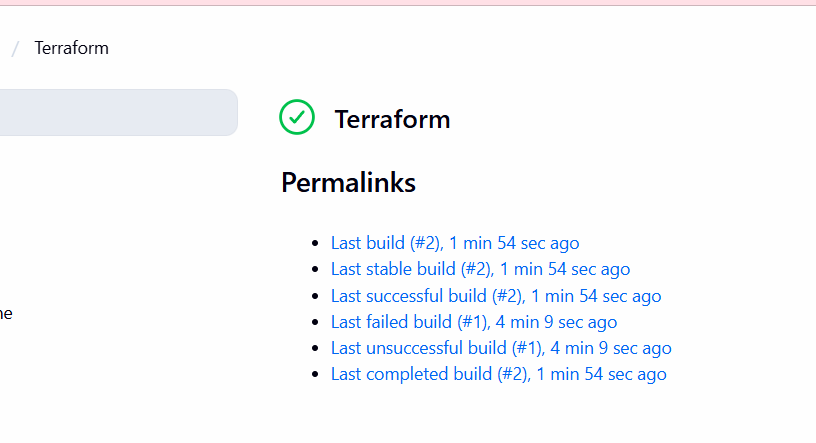 / Terraform
Terraform
Permalinks
Last build (#2), 1 min 54 sec ago
Last stable build (#2), 1 min 54 sec ago
Last successful build (#2), 1 min 54 sec ago
Last failed build (#1), 4 min 9 sec ago
Last unsuccessful build (#1), 4 min 9 sec ago
Last completed build (#2), 1 min 54 sec ago